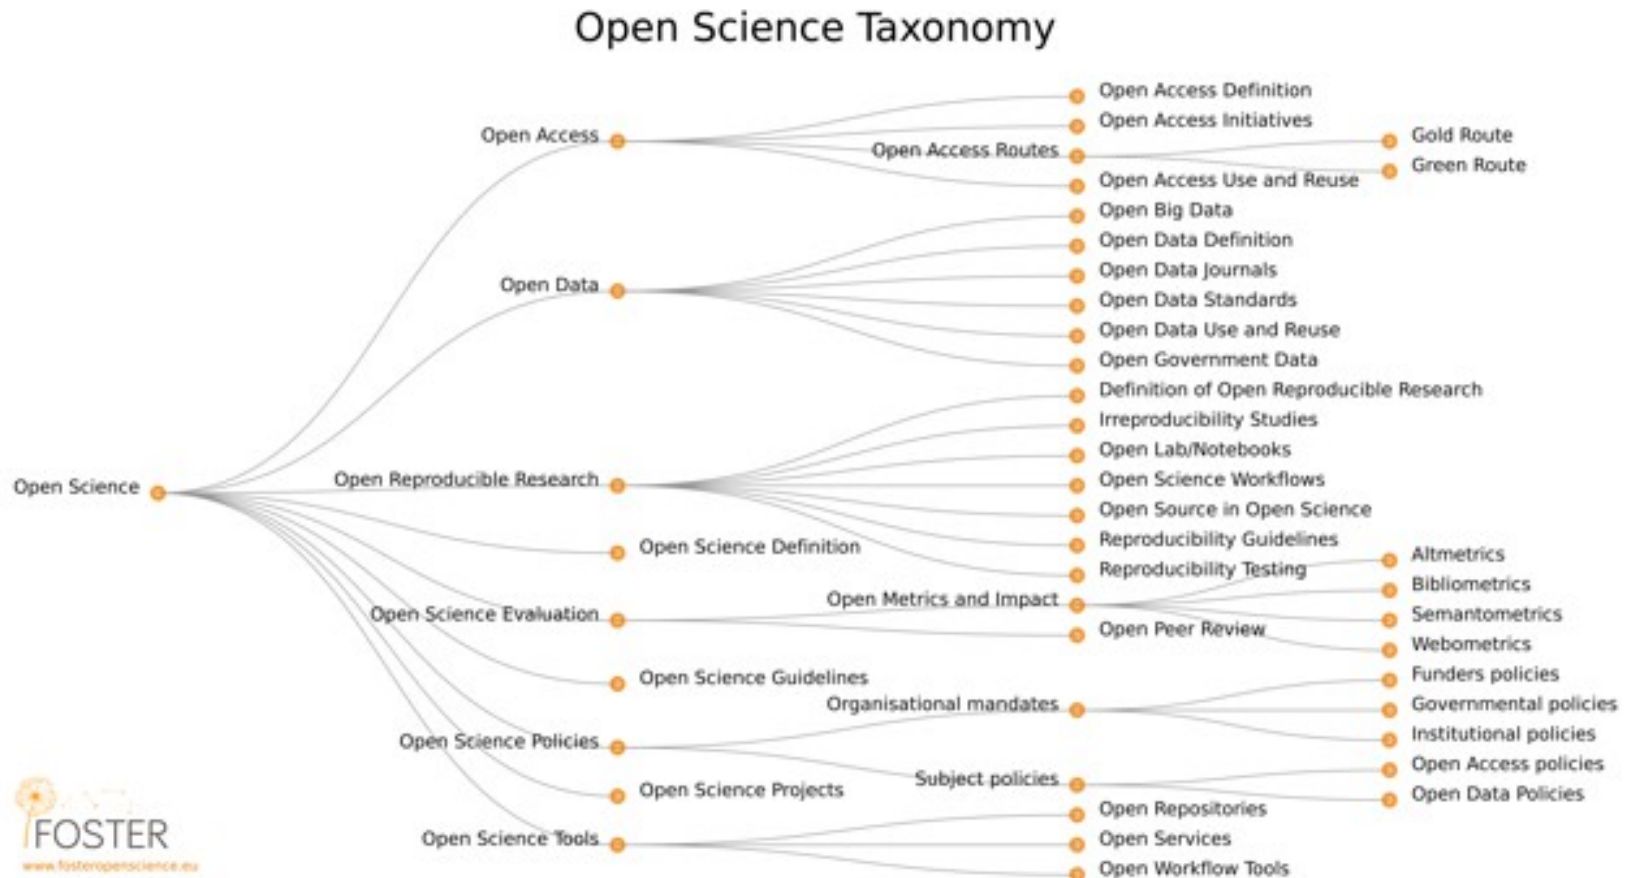 Open Science Taxonomy
Open Access Definition
Open Access Initiatives
Open Access
Gold Route
Open Access Routes
Green Route
Open Access Use and Reuse
Open Big Data
Open Data Definition
Open Data Journals
Open Data
Open Data Standards
Open Data Use and Reuse
Open Government Data
Definition of Open Reproducible Research
Irreproducibility Studies
Open Lab/Notebooks
Open Science
Open Reproducible Research
Open Science Workflows
Open Source in Open Science
Reproducibility Guidelines
Open Science Definition
Altmetrics
Reproducibility Testing
Bibliometrics
Open Metrics and Impact
Open Science Evaluation
Semantometrics
Open Peer Review
Webometrics
Open Science Guidelines
Funders policies
Organisational mandates
Governmental policies
Open Science Policies
Institutional policies
Open Access policies
Subject policies
Open Science Projects
Open Data Policies
Open Repositories
Open Science Tools
Open Services
Open Workflow Tools
FOSTER
www.fosteropenscience.eu